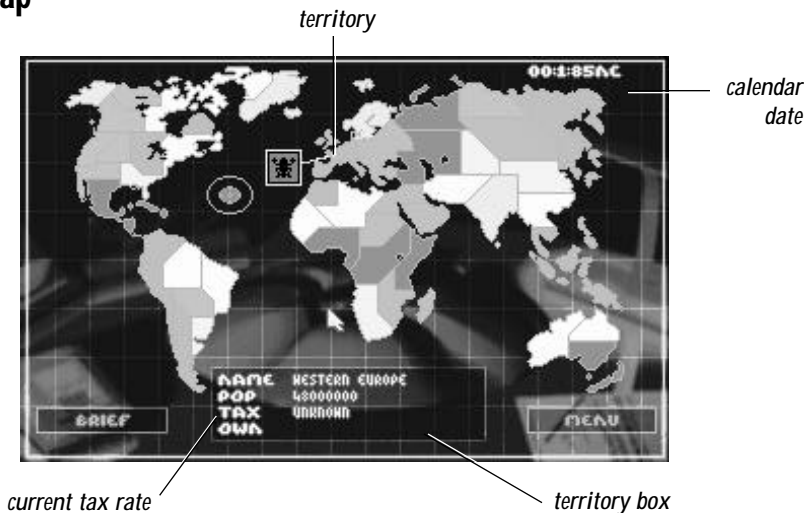 ap
territory
00:1:85AC
calendar
date
NAME WESTERN EUROPE
POP 48000000
TAX UNKNOWN
OWN
BRIEF
MENU
current tax rate
territory box